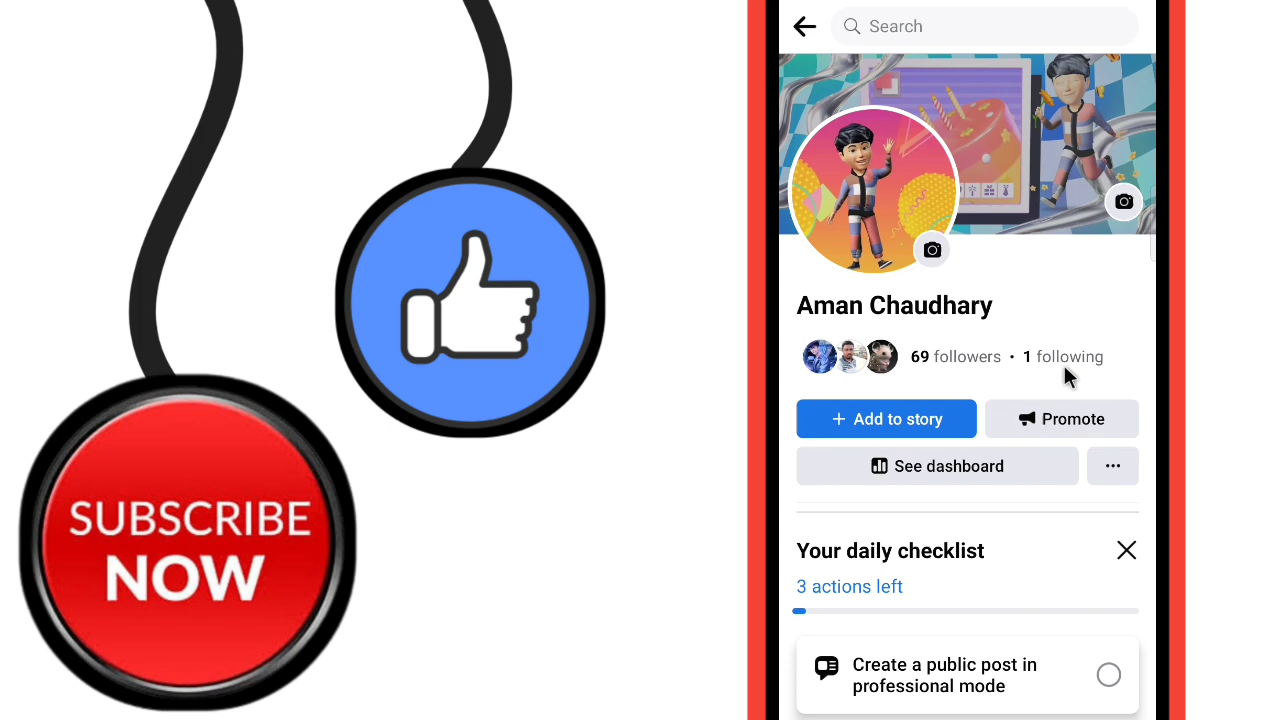 SUBSCRIBE
NOW
Search
Aman Chaudhary
69 followers • 1 following
+ Add to story
Promote
See dashboard
Your daily checklist
3 actions left
Create a public post in
professional mode